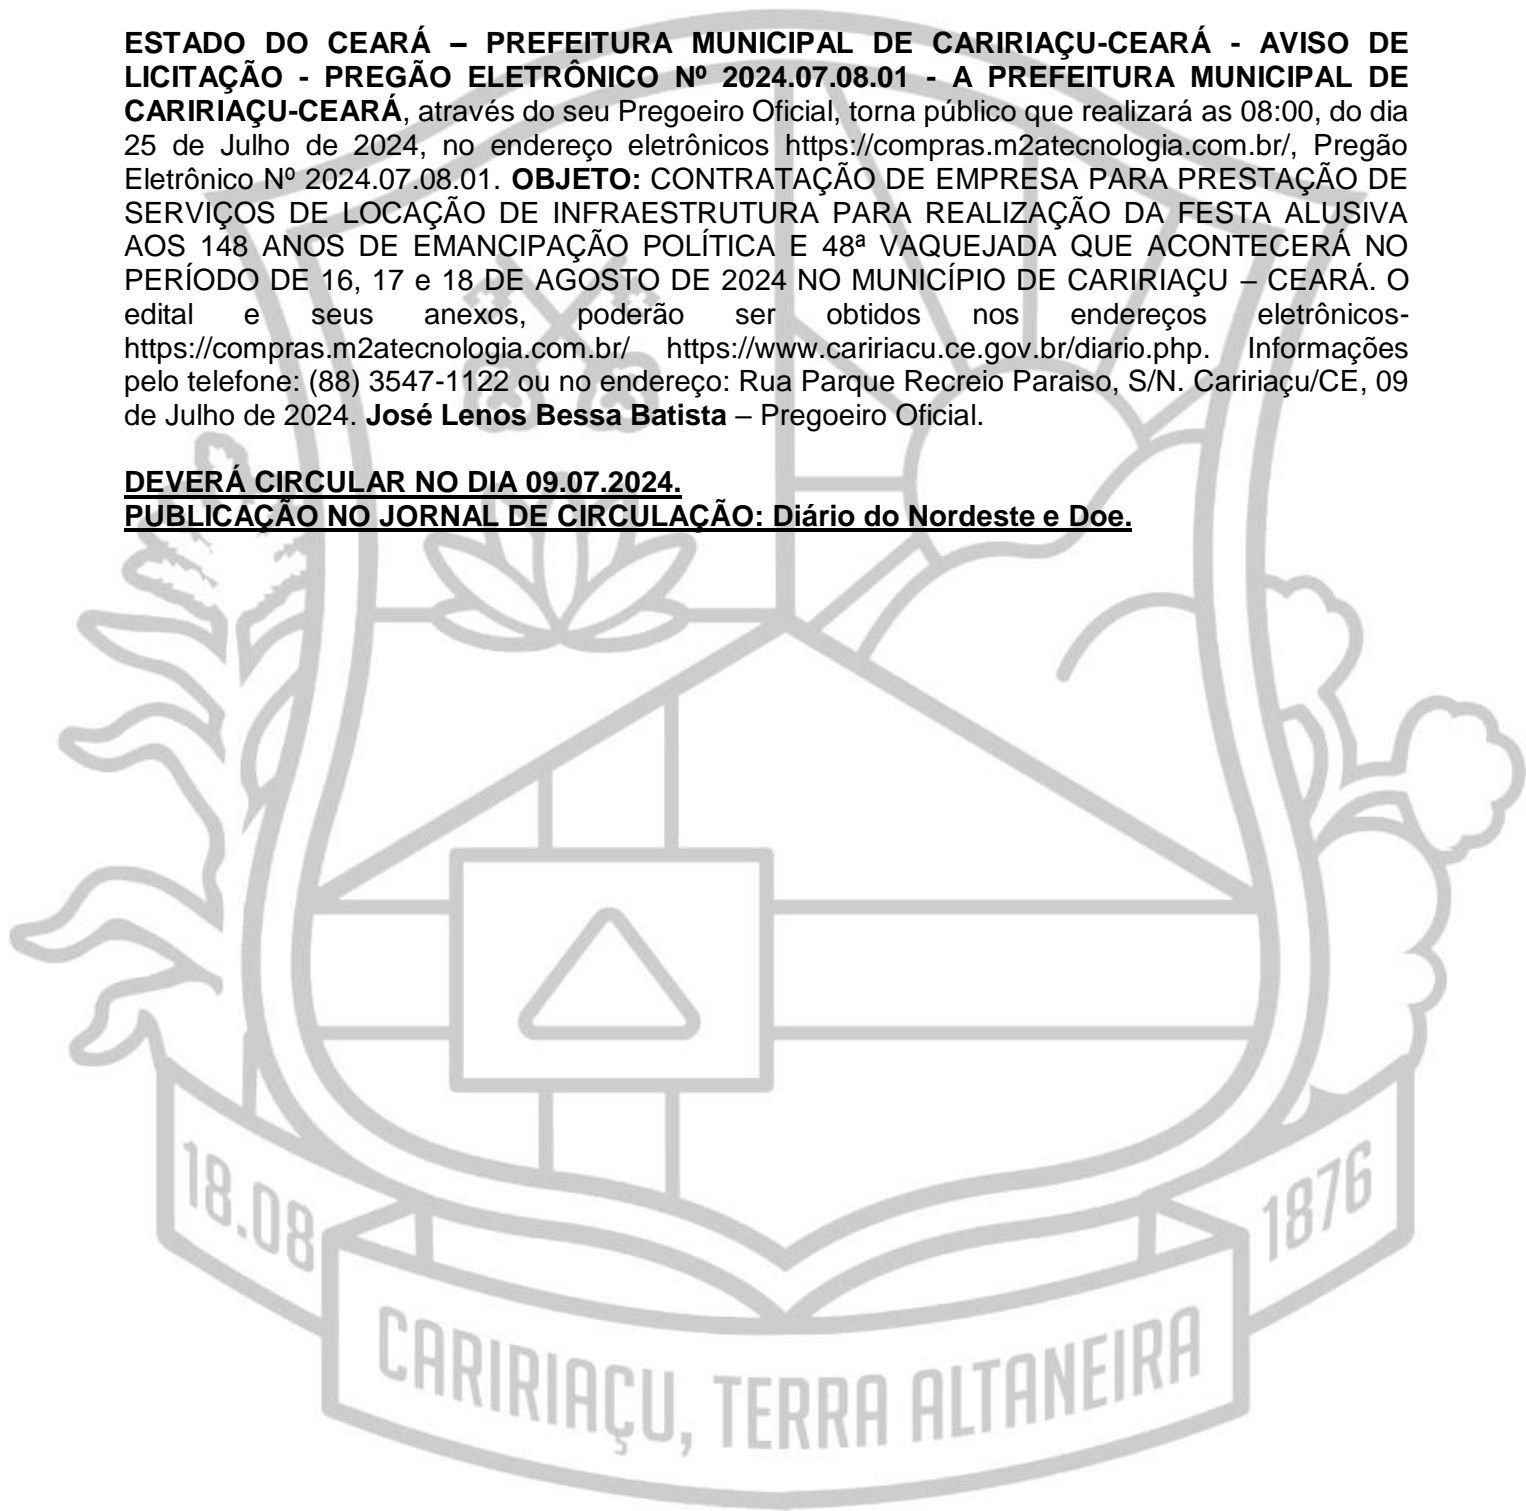 ESTADO DO CEARÁ – PREFEITURA MUNICIPAL DE CARIRIAÇU-CEARÁ - AVISO DE
LICITAÇÃO - PREGÃO ELETRÔNICO Nº 2024.07.08.01 - A PREFEITURA MUNICIPAL DE
CARIRIAÇU-CEARÁ, através do seu Pregoeiro Oficial, torna público que realizará as 08:00, do dia
25 de Julho de 2024, no endereço eletrônicos https://compras.m2atecnologia.com.br/, Pregão
Eletrônico Nº 2024.07.08.01. OBJETO: CONTRATAÇÃO DE EMPRESA PARA PRESTAÇÃO DE
SERVIÇOS DE LOCAÇÃO DE INFRAESTRUTURA PARA REALIZAÇÃO DA FESTA ALUSIVA
AOS 148 ANOS DE EMANCIPAÇÃO POLÍTICA E 48ª VAQUEJADA QUE ACONTECERÁ NO
PERÍODO DE 16, 17 e 18 DE AGOSTO DE 2024 NO MUNICÍPIO DE CARIRIAÇU – CEARÁ. O
edital e seus anexos, poderão ser obtidos nos endereços eletrônicos-
https://compras.m2atecnologia.com.br/ https://www.caririacu.ce.gov.br/diario.php. Informações
pelo telefone: (88) 3547-1122 ou no endereço: Rua Parque Recreio Paraiso, S/N. Caririaçu/CE, 09
de Julho de 2024. José Lenos Bessa Batista – Pregoeiro Oficial.
DEVERÁ CIRCULAR NO DIA 09.07.2024.
PUBLICAÇÃO NO JORNAL DE CIRCULAÇÃO: Diário do Nordeste e Doe.
18.08
1876
CARIRIAÇU, TERRA ALTANEIRA